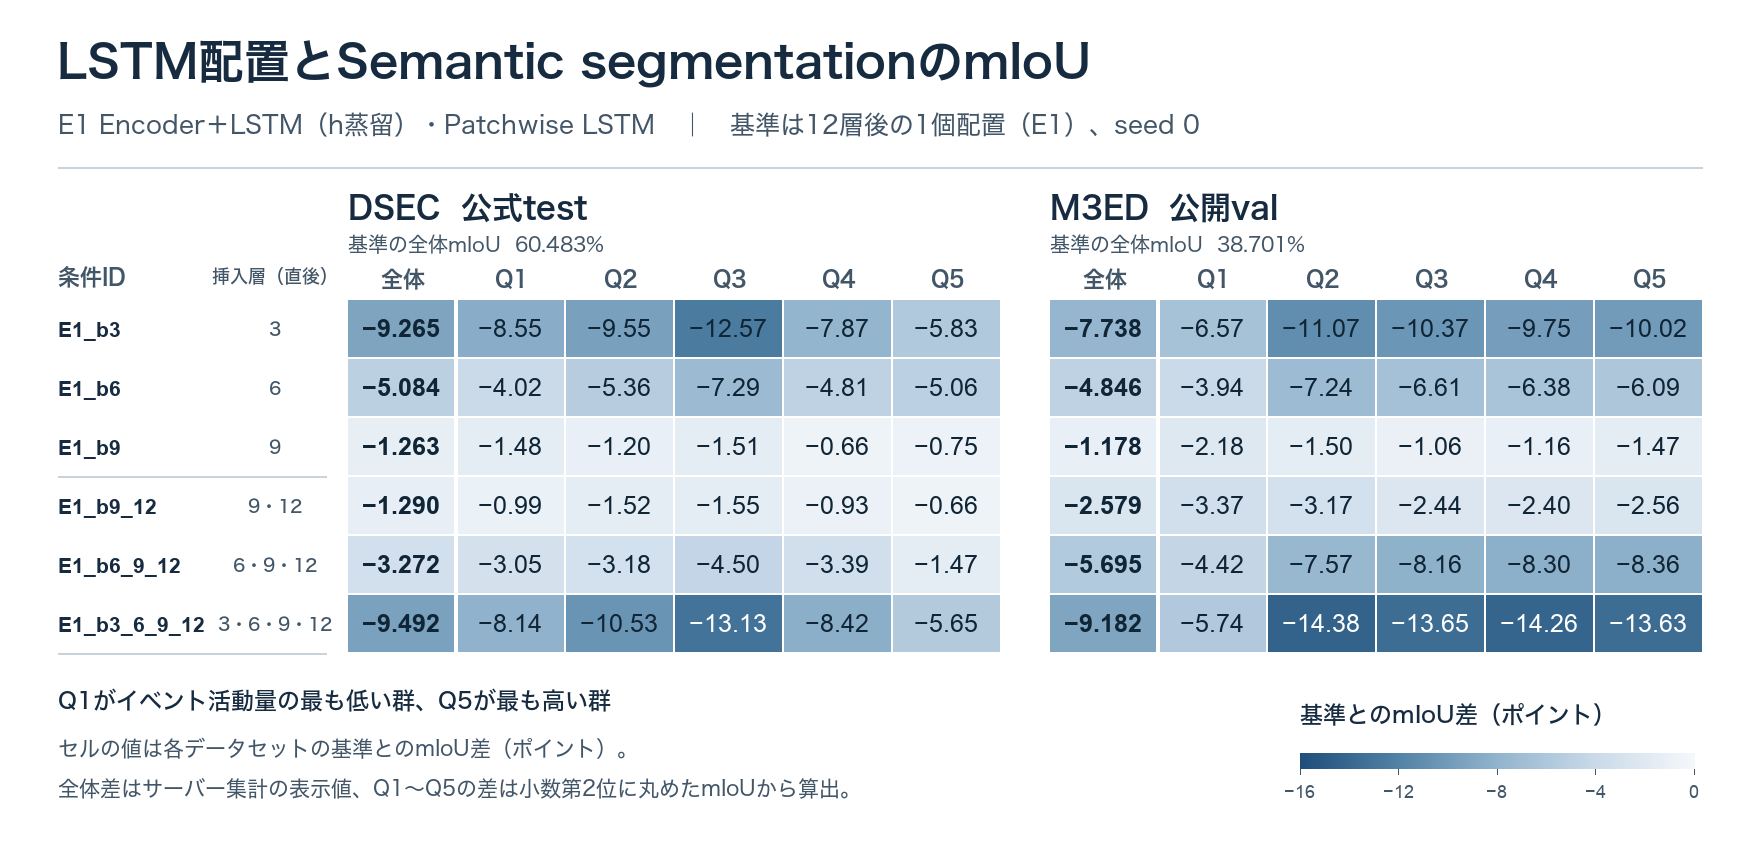 LSTM配置とSemantic segmentationのmIoU
E1 Encoder＋LSTM（h蒸留）・Patchwise LSTM ｜ 基準は12層後の1個配置（E1）、seed 0
DSEC 公式test
M3ED 公開val
基準の全体mIoU 60.483%
基準の全体mIoU 38.701%
条件ID 挿入層（直後） 全体 Q1 Q2 Q3 Q4 Q5 全体 Q1 Q2 Q3 Q4 Q5
E1_b3 3 −9.265 −8.55 −9.55 −12.57 −7.87 −5.83 −7.738 −6.57 −11.07 −10.37 −9.75 −10.02
E1_b6 6 −5.084 −4.02 −5.36 −7.29 −4.81 −5.06 −4.846 −3.94 −7.24 −6.61 −6.38 −6.09
E1_b9 9 −1.263 −1.48 −1.20 −1.51 −0.66 −0.75 −1.178 −2.18 −1.50 −1.06 −1.16 −1.47
E1_b9_12 9・12 −1.290 −0.99 −1.52 −1.55 −0.93 −0.66 −2.579 −3.37 −3.17 −2.44 −2.40 −2.56
E1_b6_9_12 6・9・12 −3.272 −3.05 −3.18 −4.50 −3.39 −1.47 −5.695 −4.42 −7.57 −8.16 −8.30 −8.36
E1_b3_6_9_12 3・6・9・12 −9.492 −8.14 −10.53 −13.13 −8.42 −5.65 −9.182 −5.74 −14.38 −13.65 −14.26 −13.63
Q1がイベント活動量の最も低い群、Q5が最も高い群
セルの値は各データセットの基準とのmIoU差（ポイント）。
全体差はサーバー集計の表示値、Q1〜Q5の差は小数第2位に丸めたmIoUから算出。
基準とのmIoU差（ポイント）
−16 −12 −8 −4 0